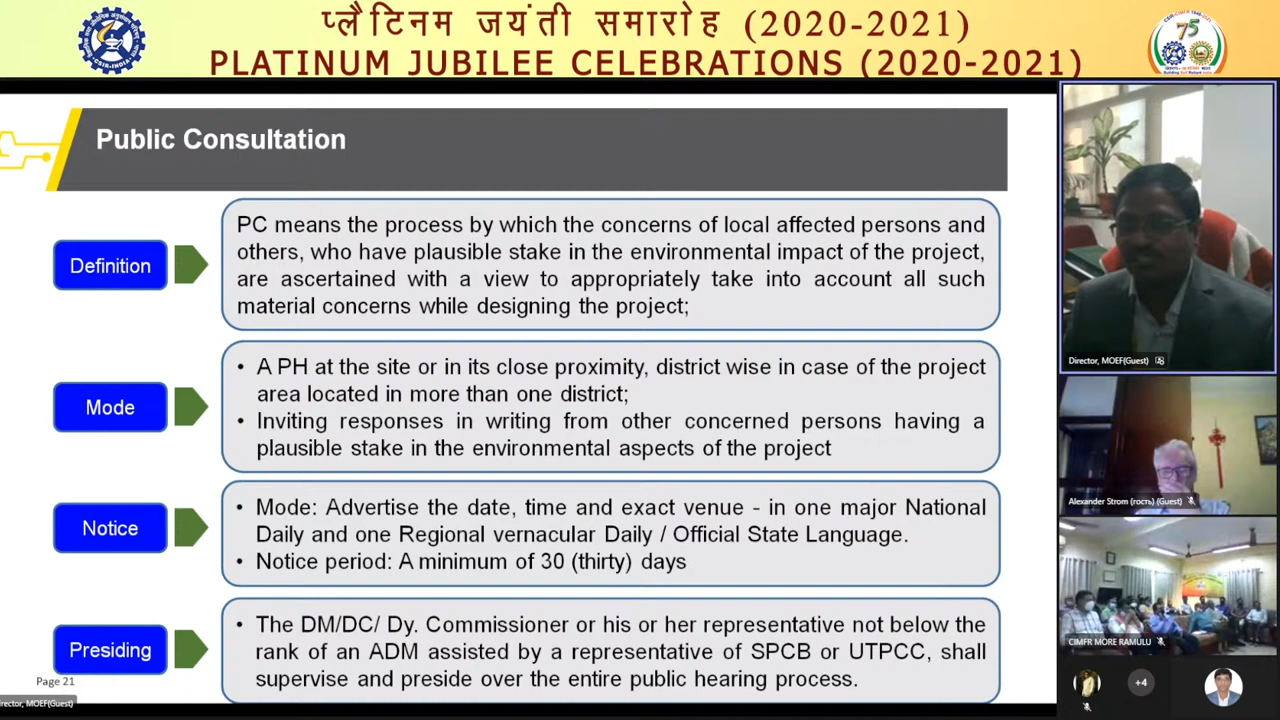 प्लैटिनम जयंती समारोह (2020-2021)
PLATINUM JUBILEE CELEBRATIONS (2020-2021)
CSIR-INDIA
75
Public Consultation
Definition
PC means the process by which the concerns of local affected persons and
others, who have plausible stake in the environmental impact of the project,
are ascertained with a view to appropriately take into account all such
material concerns while designing the project;
Mode
• A PH at the site or in its close proximity, district wise in case of the project
area located in more than one district;
• Inviting responses in writing from other concerned persons having a
plausible stake in the environmental aspects of the project
Notice
• Mode: Advertise the date, time and exact venue - in one major National
Daily and one Regional vernacular Daily / Official State Language.
• Notice period: A minimum of 30 (thirty) days
Presiding
• The DM/DC/ Dy. Commissioner or his or her representative not below the
rank of an ADM assisted by a representative of SPCB or UTPCC, shall
supervise and preside over the entire public hearing process.
Page 21
irector, MOEF(Guest)
Director, MOEF(Guest)
Alexander Strom (гость) (Guest)
CIMFR MORE RAMULU
+4